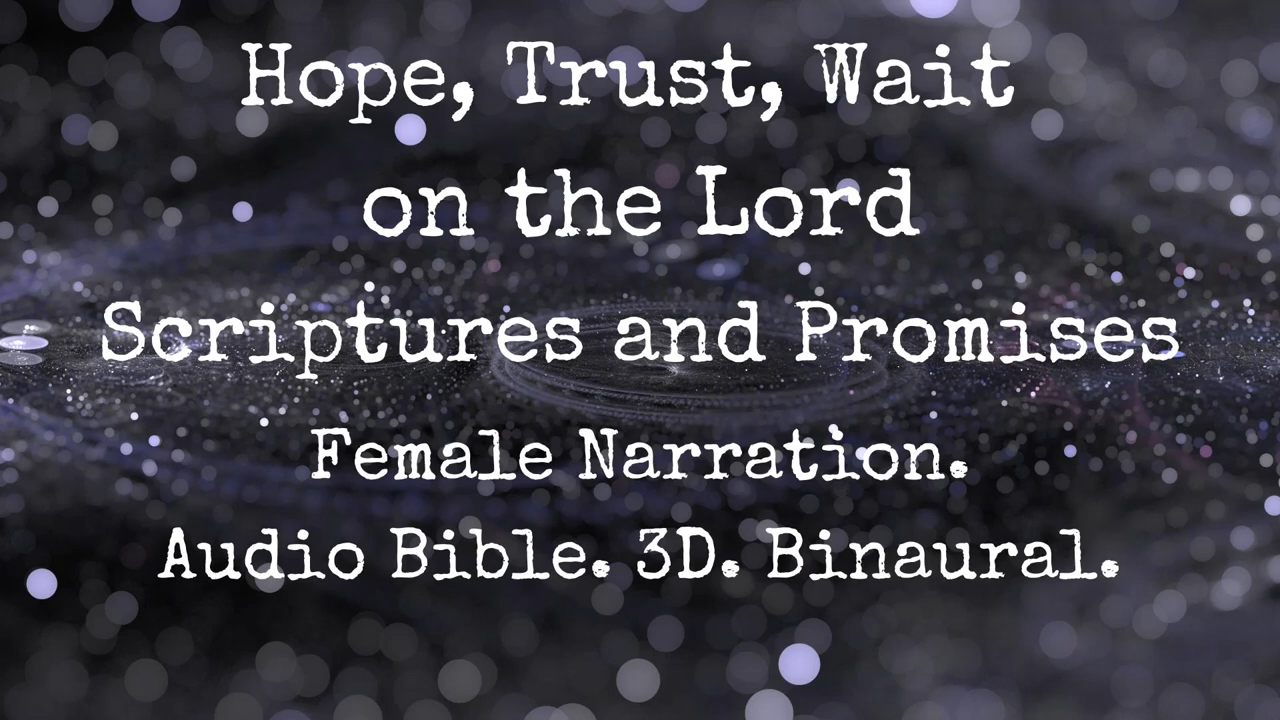 Hope, Trust, Wait
on the Lord
Scriptures and Promises
Female Narration.
Audio Bible. 3D. Binaural.